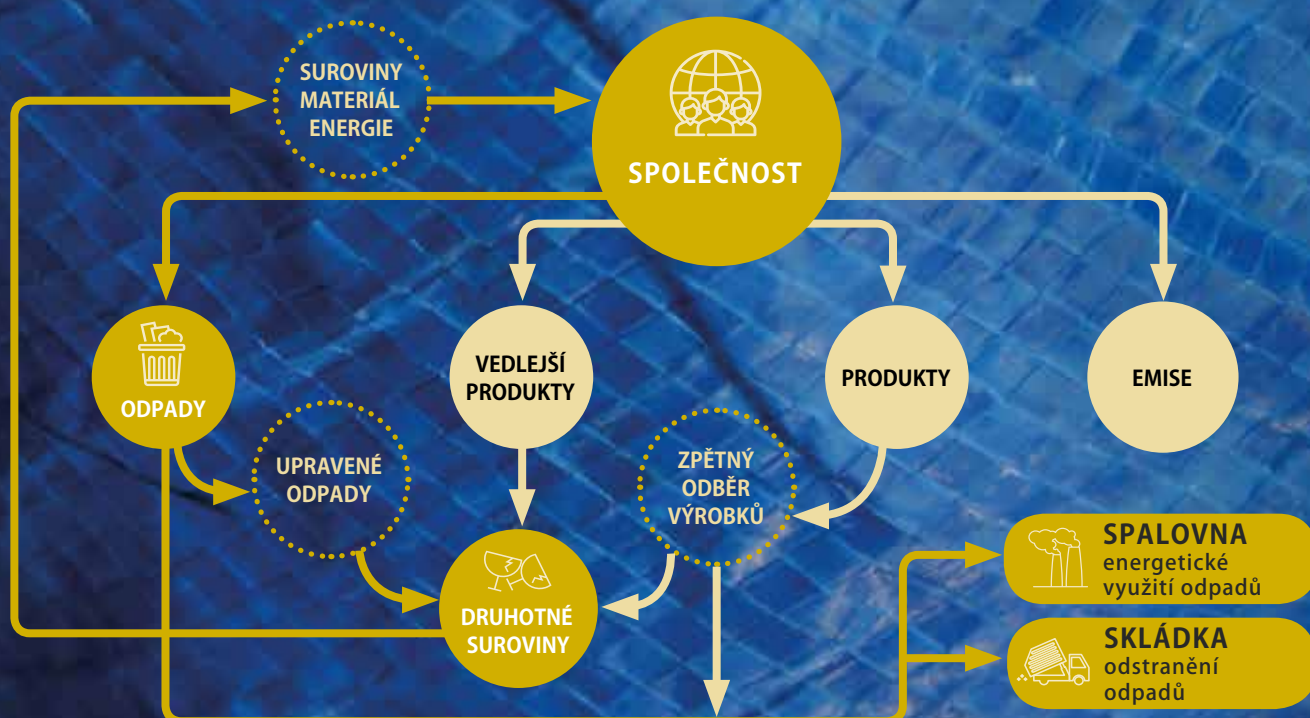 SUROVINY
MATERIÁL
ENERGIE
SPOLEČNOST
ODPADY
VEDLEJŠÍ
PRODUKTY
PRODUKTY
EMISE
UPRAVENÉ
ODPADY
ZPĚTNÝ
ODBĚR
VÝROBKŮ
DRUHOTNÉ
SUROVINY
SPALOVNA
energetické
využití odpadů
SKLÁDKA
odstranění
odpadů